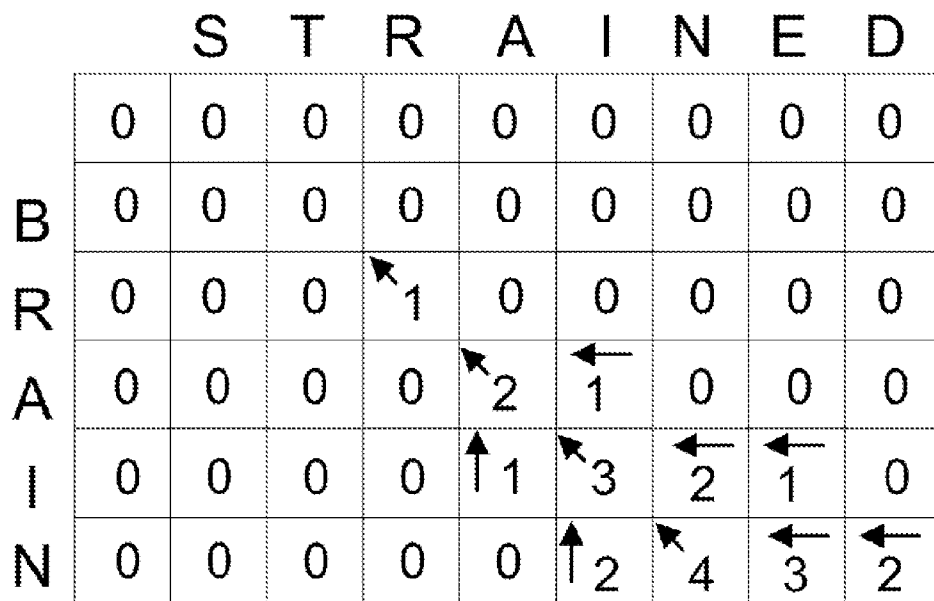 S T R A I N E D
0 0 0 0 0 0 0 0 0
B 0 0 0 0 0 0 0 0 0
R 0 0 0 1 0 0 0 0 0
A 0 0 0 0 2 1 0 0 0
I 0 0 0 0 1 3 2 1 0
N 0 0 0 0 0 2 4 3 2